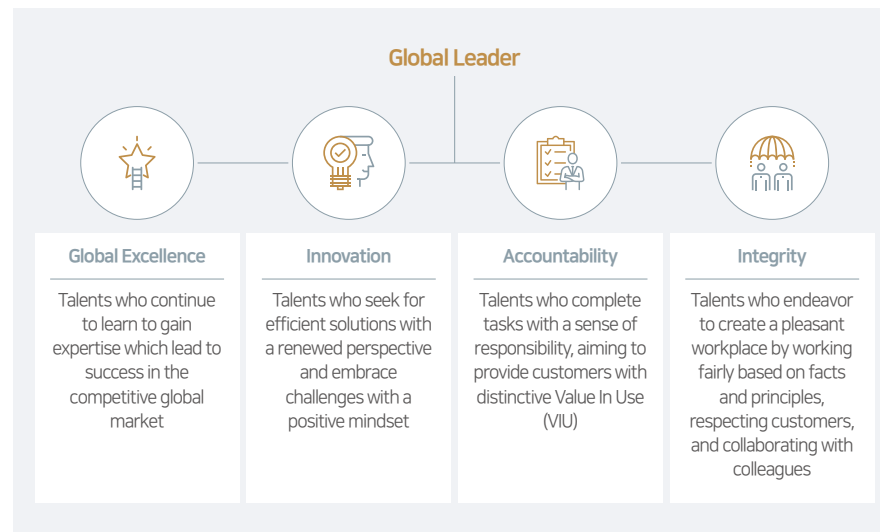 Global Leader
Global Excellence
Talents who continue
to learn to gain
expertise which lead to
success in the
competitive global
market
Innovation
Talents who seek for
efficient solutions with
a renewed perspective
and embrace
challenges with a
positive mindset
Accountability
Talents who complete
tasks with a sense of
responsibility, aiming to
provide customers with
distinctive Value In Use
(VIU)
Integrity
Talents who endeavor
to create a pleasant
workplace by working
fairly based on facts
and principles,
respecting customers,
and collaborating with
colleagues